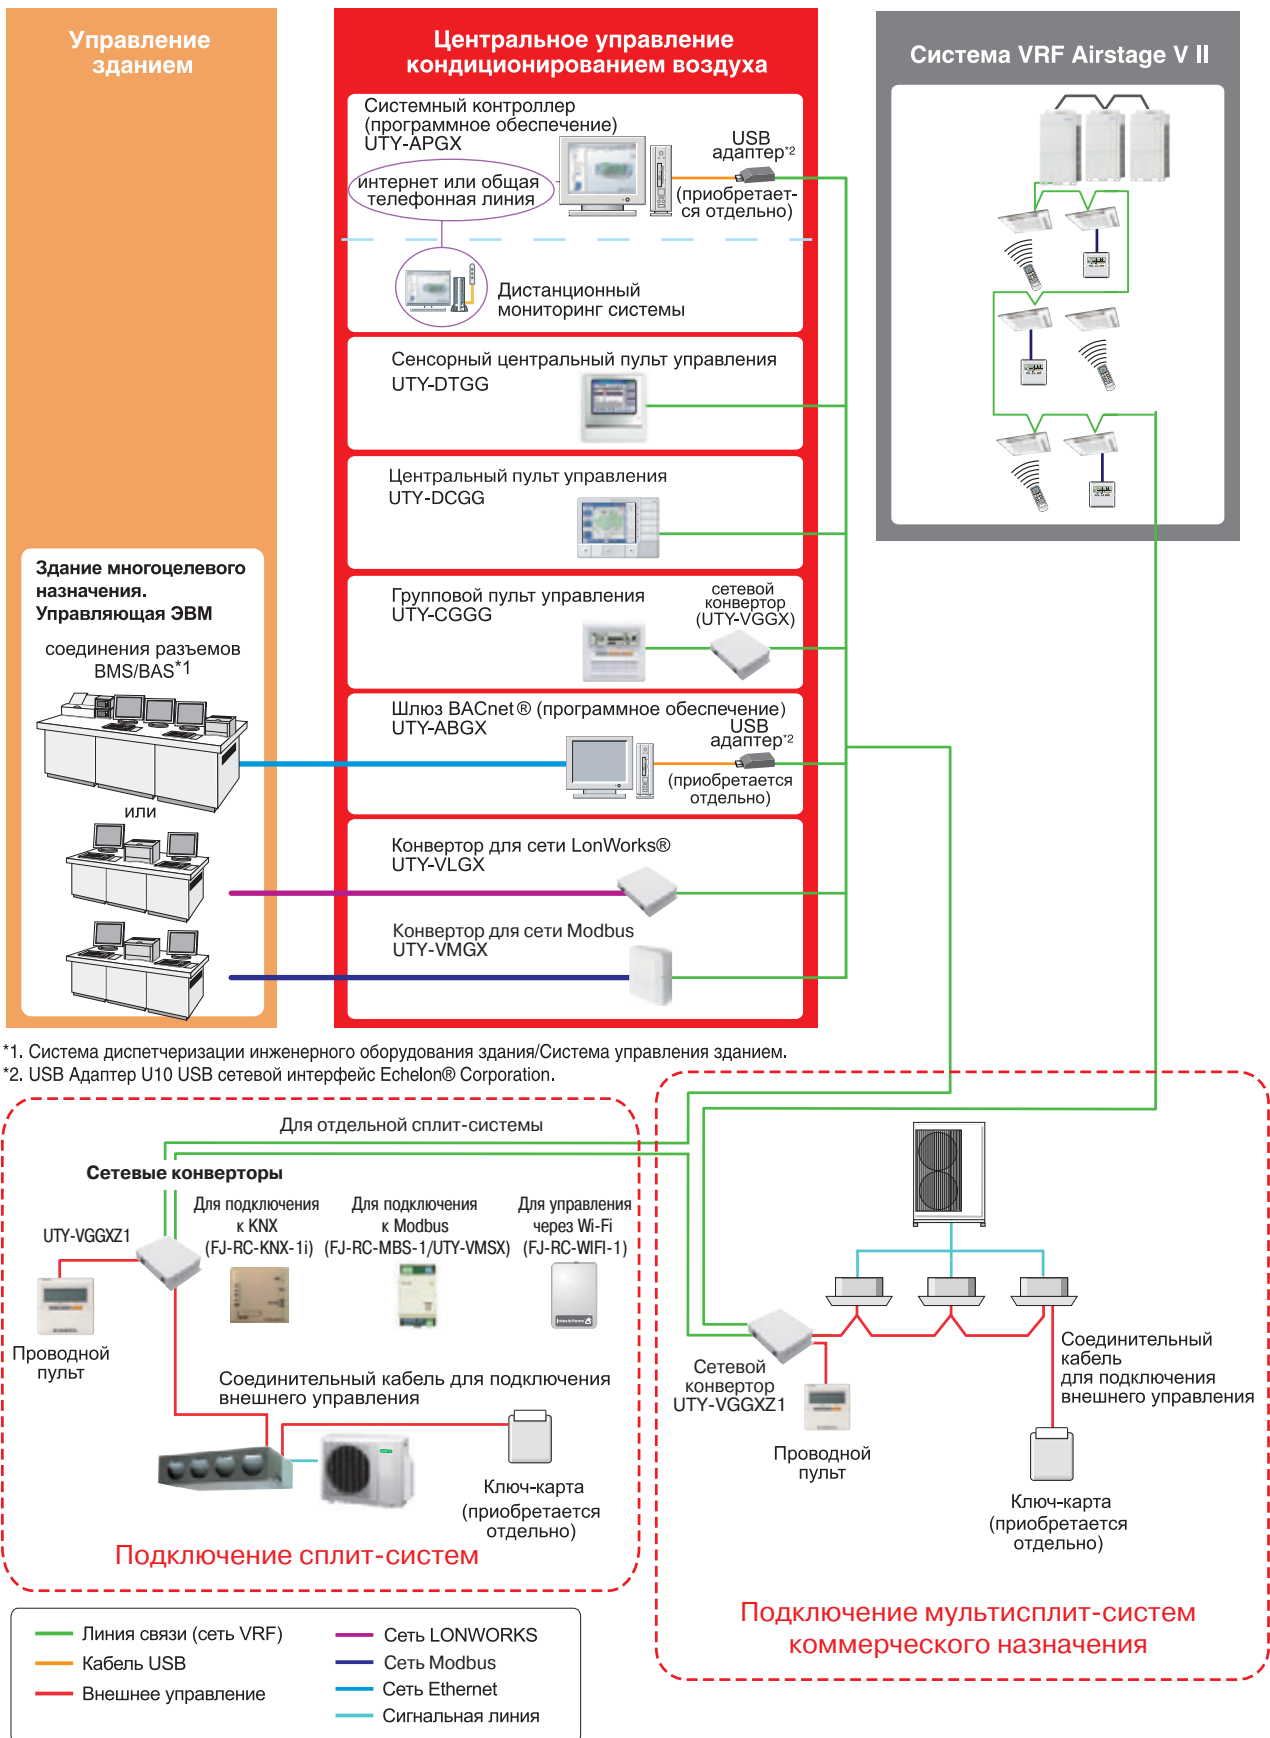 Управление
зданием
Центральное управление
кондиционированием воздуха
Система VRF Airstage V II
Системный контроллер
(программное обеспечение)
UTY-APGX
USB
адаптер*2
интернет или общая
телефонная линия
(приобретает-
ся отдельно)
Дистанционный
мониторинг системы
Сенсорный центральный пульт управления
UTY-DTGG
Центральный пульт управления
UTY-DCGG
Групповой пульт управления
UTY-CGGG
сетевой
конвертор
(UTY-VGGX)
Здание многоцелевого
назначения.
Управляющая ЭВМ
соединения разъемов
BMS/BAS*1
или
Шлюз BACnet® (программное обеспечение)
UTY-ABGX
USB
адаптер*2
(приобретается
отдельно)
Конвертор для сети LonWorks®
UTY-VLGX
Конвертор для сети Modbus
UTY-VMGX
*1. Система диспетчеризации инженерного оборудования здания/Система управления зданием.
*2. USB Адаптер U10 USB сетевой интерфейс Echelon® Corporation.
Для отдельной сплит-системы
Сетевые конверторы
UTY-VGGXZ1
Для подключения
к KNX
(FJ-RC-KNX-1i)
Для подключения
к Modbus
(FJ-RC-MBS-1/UTY-VMSX)
Для управления
через Wi-Fi
(FJ-RC-WIFI-1)
IntesisHome
Проводной
пульт
Соединительный кабель для подключения
внешнего управления
Ключ-карта
(приобретается
отдельно)
Подключение сплит-систем
Сетевой
конвертор
UTY-VGGXZ1
Проводной
пульт
Соединительный
кабель
для подключения
внешнего управления
Ключ-карта
(приобретается
отдельно)
Подключение мультисплит-систем
коммерческого назначения
Линия связи (сеть VRF)
Кабель USB
Внешнее управление
Сеть LONWORKS
Сеть Modbus
Сеть Ethernet
Сигнальная линия